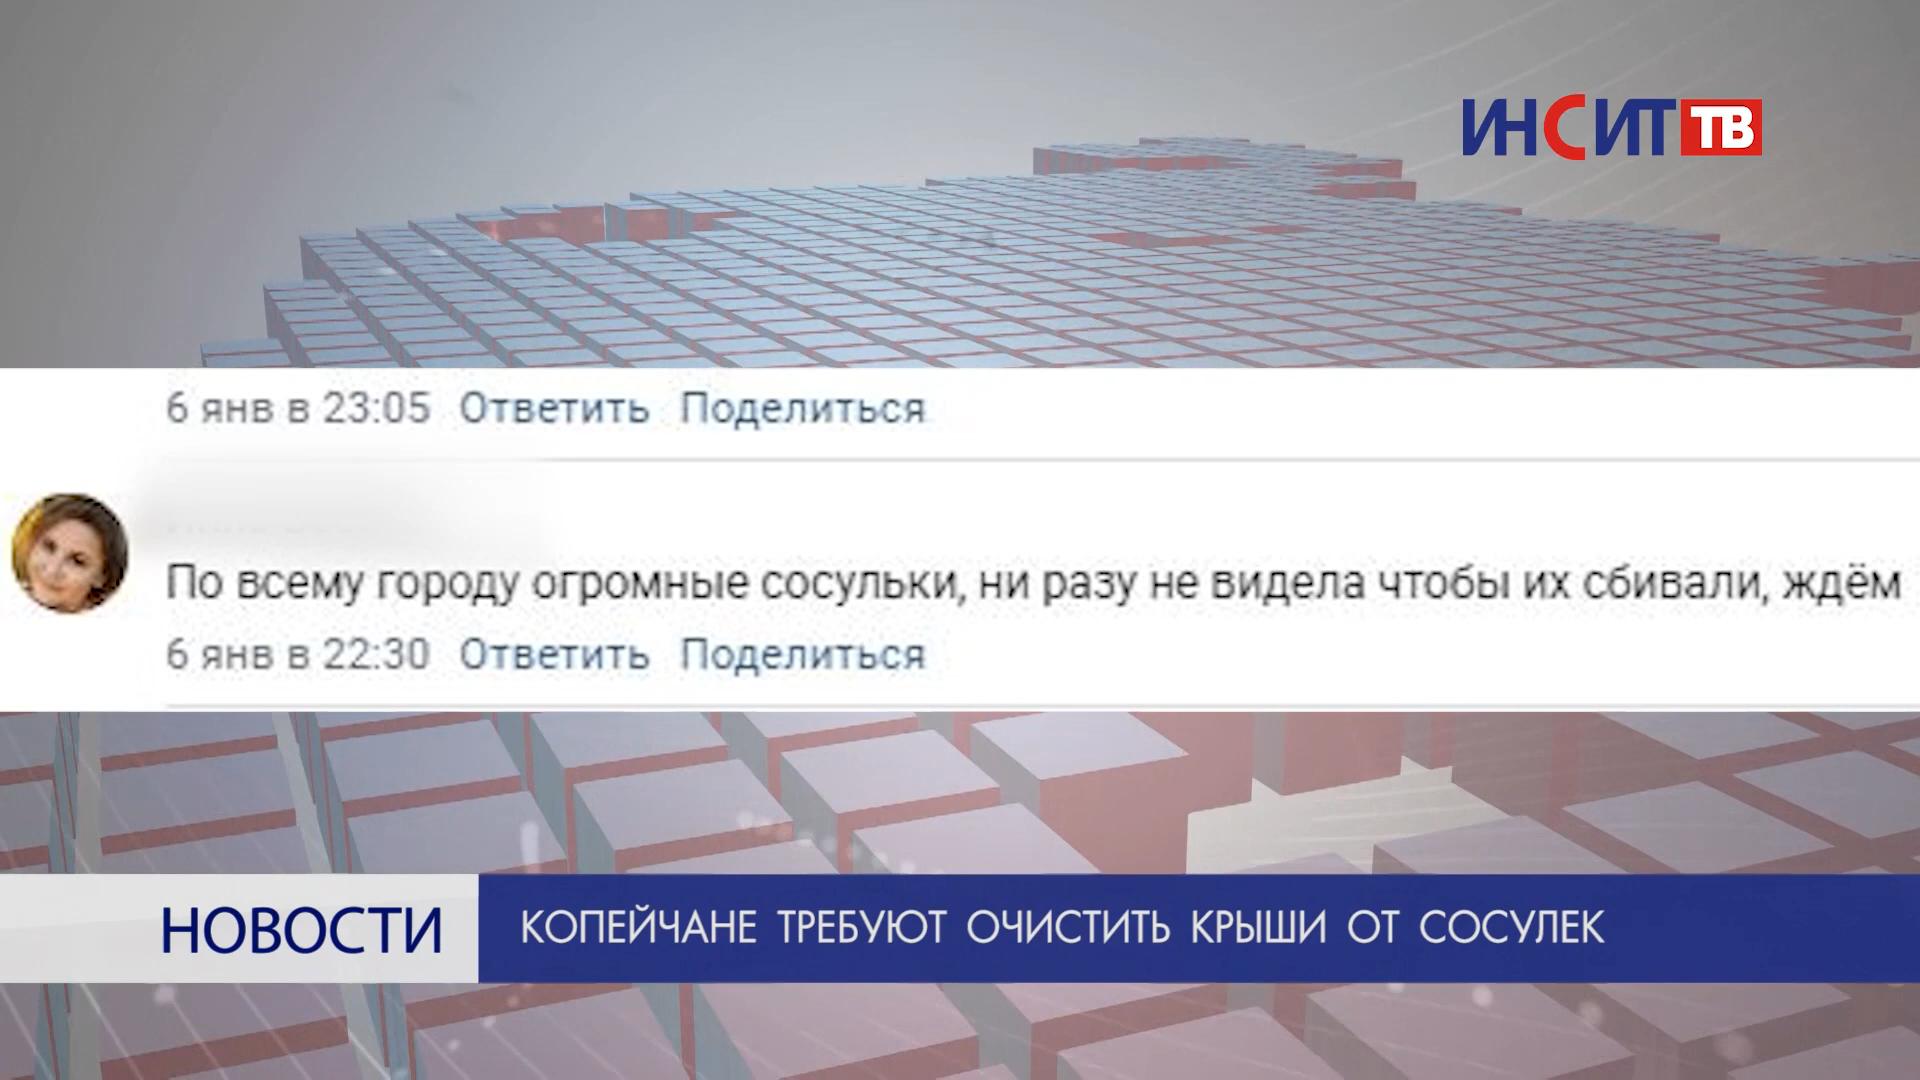 ИНСИТ ТВ
6 янв в 23:05 Ответить Поделиться
По всему городу огромные сосульки, ни разу не видела чтобы их сбивали, ждём
6 янв в 22:30 Ответить Поделиться
НОВОСТИ
КОПЕЙЧАНЕ ТРЕБУЮТ ОЧИСТИТЬ КРЫШИ ОТ СОСУЛЕК